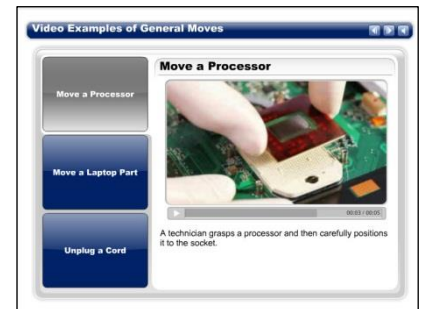 Video Examples of General Moves
Move a Processor
Move a Laptop Part
Unplug a Cord
Move a Processor
00:03 / 00:05
A technician grasps a processor and then carefully positions
it to the socket.